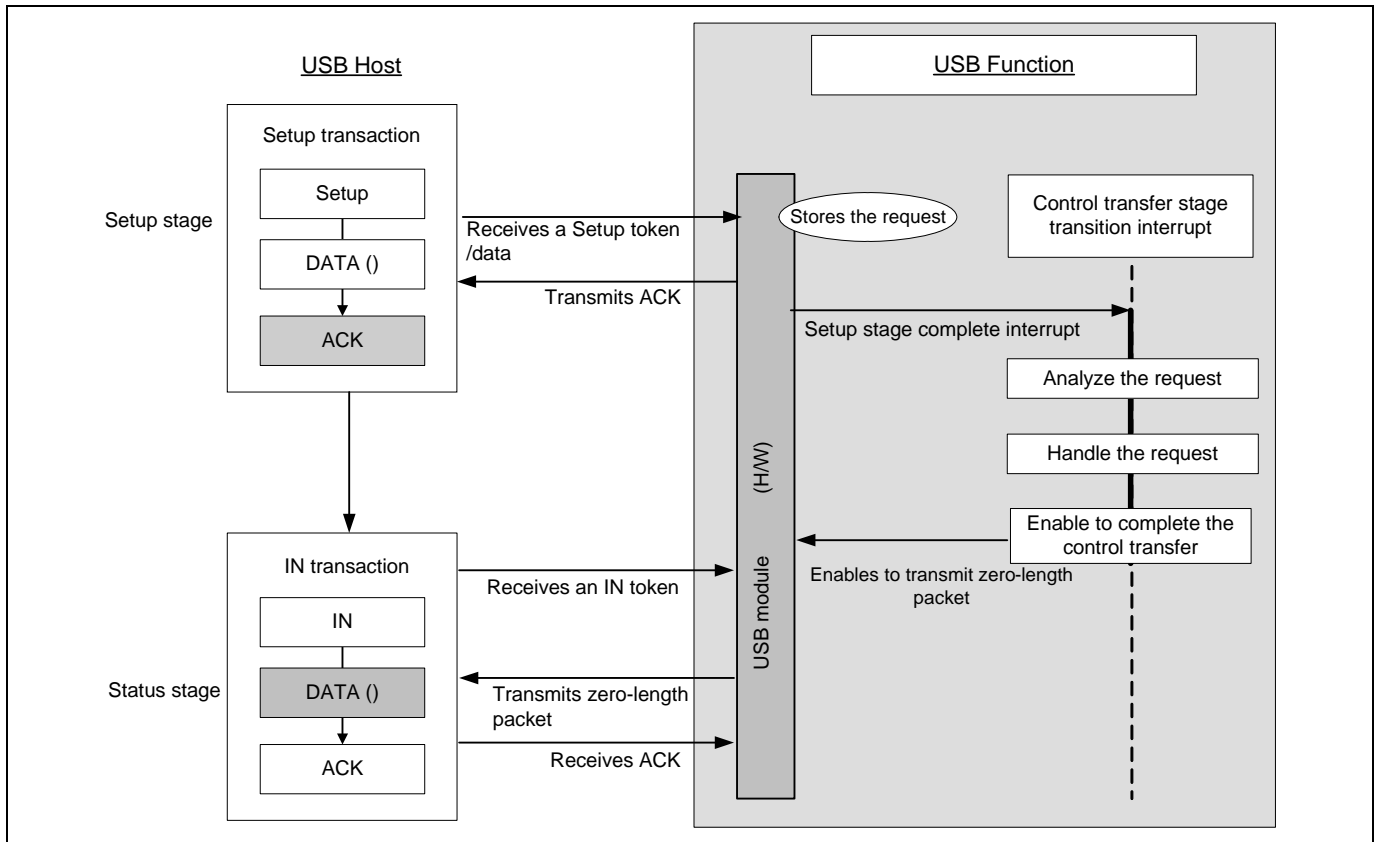 USB Host
USB Function
Setup transaction
Setup
DATA ()
ACK
Setup stage
Receives a Setup token
/data
Transmits ACK
Stores the request
Control transfer stage
transition interrupt
Setup stage complete interrupt
Analyze the request
Handle the request
Enable to complete the
control transfer
Enables to transmit zero-length
packet
USB module (H/W)
IN transaction
IN
DATA ()
ACK
Status stage
Receives an IN token
Transmits zero-length
packet
Receives ACK